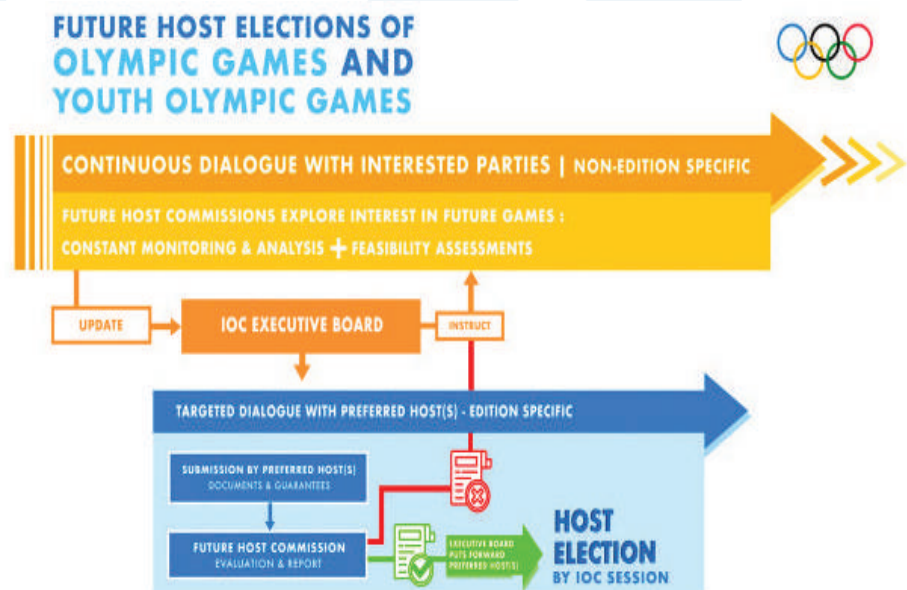 FUTURE HOST ELECTIONS OF
OLYMPIC GAMES AND
YOUTH OLYMPIC GAMES
CONTINUOUS DIALOGUE WITH INTERESTED PARTIES | NON-EDITION SPECIFIC
FUTURE HOST COMMISSIONS EXPLORE INTEREST IN FUTURE GAMES :
CONSTANT MONITORING & ANALYSIS + FEASIBILITY ASSESSMENTS
UPDATE
IOC EXECUTIVE BOARD
INSTRUCT
TARGETED DIALOGUE WITH PREFERRED HOST(S) - EDITION SPECIFIC
SUBMISSION BY PREFERRED HOST(S)
DOCUMENTS & GUARANTEES
FUTURE HOST COMMISSION
EVALUATION & REPORT
EXECUTIVE BOARD
PUTS FORWARD
PREFERRED HOST(S)
HOST
ELECTION
BY IOC SESSION